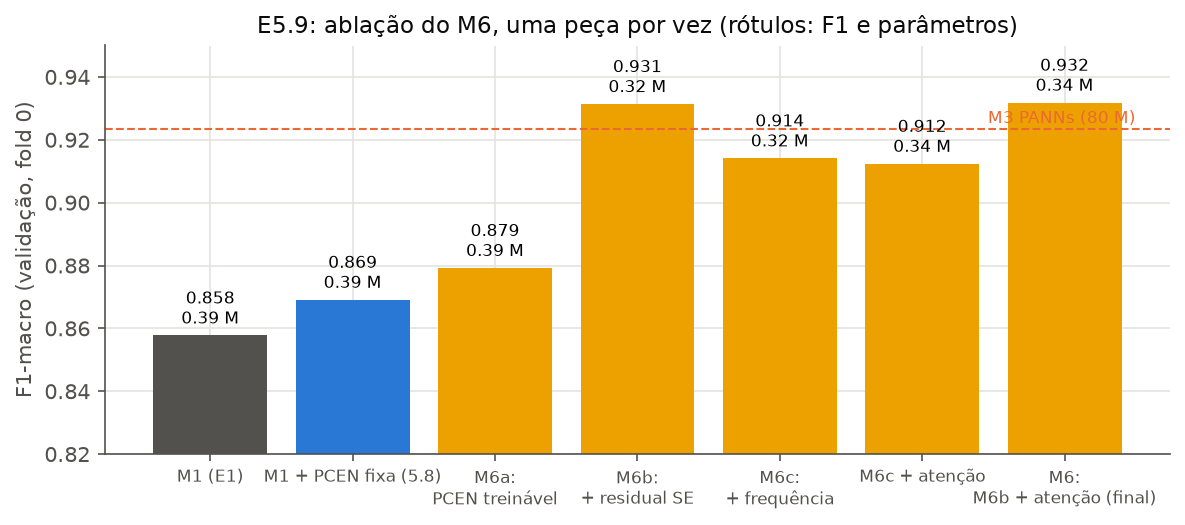 E5.9: ablação do M6, uma peça por vez (rótulos: F1 e parâmetros)
F1-macro (validação, fold 0)
0.94
0.92
0.90
0.88
0.86
0.84
0.82
0.858
0.39 M
0.869
0.39 M
0.879
0.39 M
0.931
0.32 M
0.914
0.32 M
0.912
0.34 M
0.932
0.34 M
M3 PANNs (80 M)
M1 (E1)
M1 + PCEN fixa (5.8)
M6a:
PCEN treinável
M6b:
+ residual SE
M6c:
+ frequência
M6c + atenção
M6:
M6b + atenção (final)